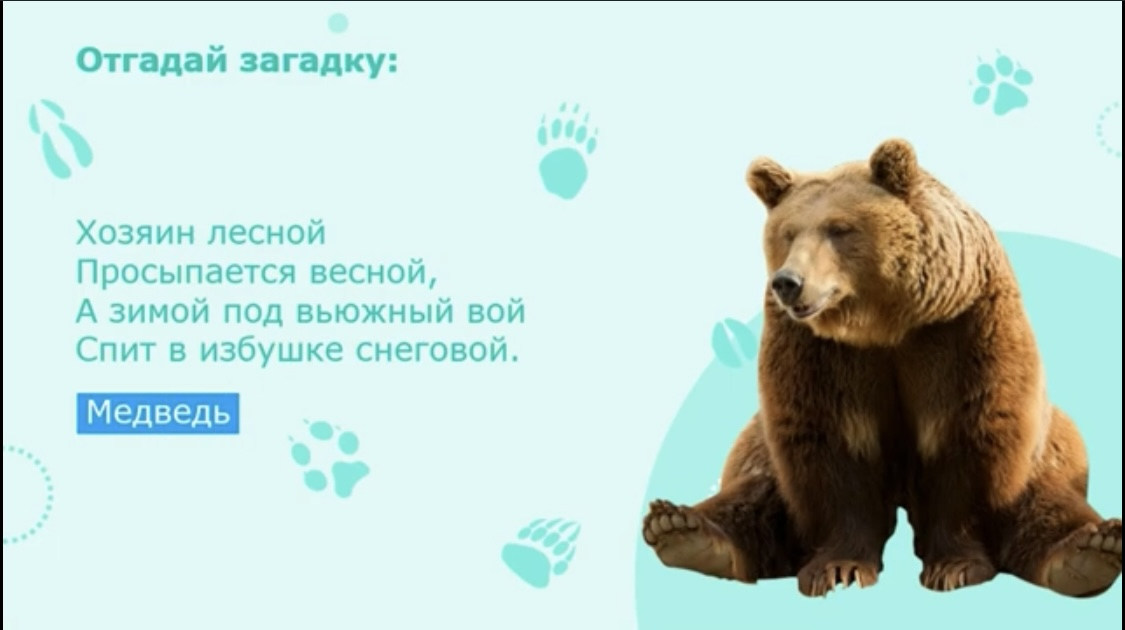 Отгадай загадку:
Хозяин лесной
Просыпается весной,
А зимой под вьюжный вой
Спит в избушке снеговой.
Медведь